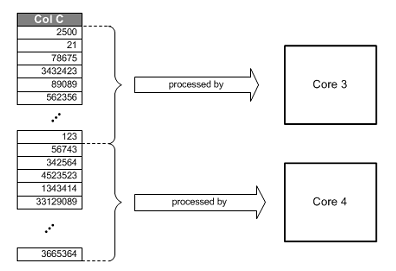 Col C
2500
21
78675
3432423
89089
562356
123
56743
342564
4523523
1343414
33129089
3665364
processed by
Core 3
processed by
Core 4